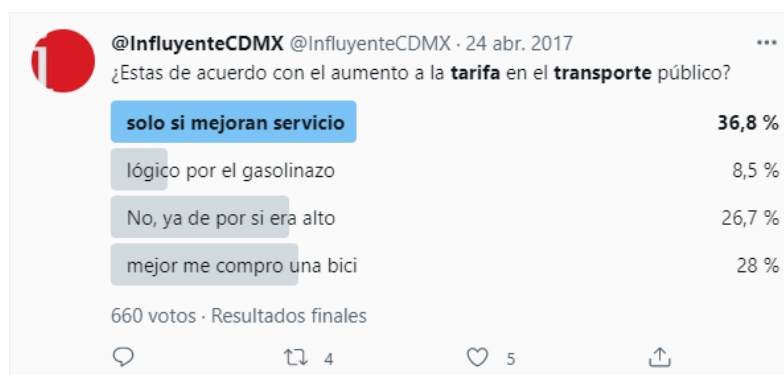 @InfluyenteCDMX @InfluyenteCDMX · 24 abr. 2017
¿Estas de acuerdo con el aumento a la tarifa en el transporte público?
solo si mejoran servicio 36,8 %
lógico por el gasolinazo 8,5 %
No, ya de por si era alto 26,7 %
mejor me compro una bici 28 %
660 votos · Resultados finales
4 5